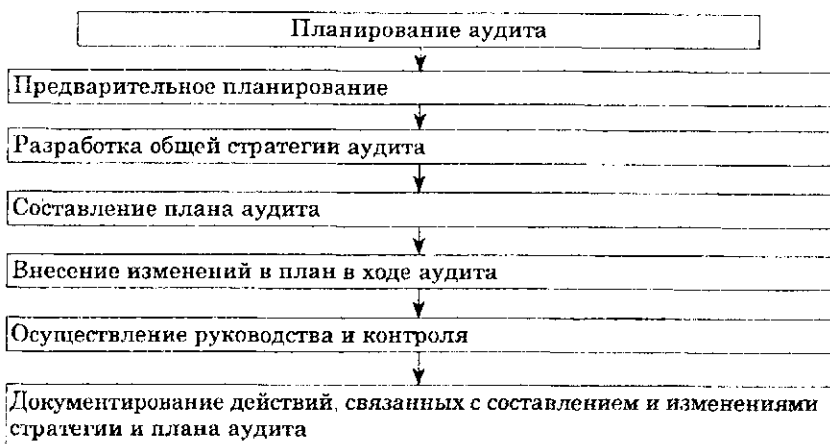 Планирование аудита
Предварительное планирование
Разработка общей стратегии аудита
Составление плана аудита
Внесение изменений в план в ходе аудита
Осуществление руководства и контроля
Документирование действий, связанных с составлением и изменениями
стратегии и плана аудита